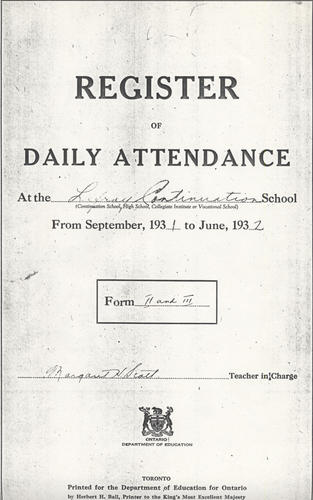 REGISTER
OF
DAILY ATTENDANCE
At the Leroy Continuation School
(Continuation School, High School, Collegiate Institute or Vocational School)
From September, 1931 to June, 1932
Form II and III
Margaret H. Scott Teacher in Charge
ONTARIO
DEPARTMENT OF EDUCATION
TORONTO
Printed for the Department of Education for Ontario
by Herbert H. Ball, Printer to the King's Most Excellent Majesty